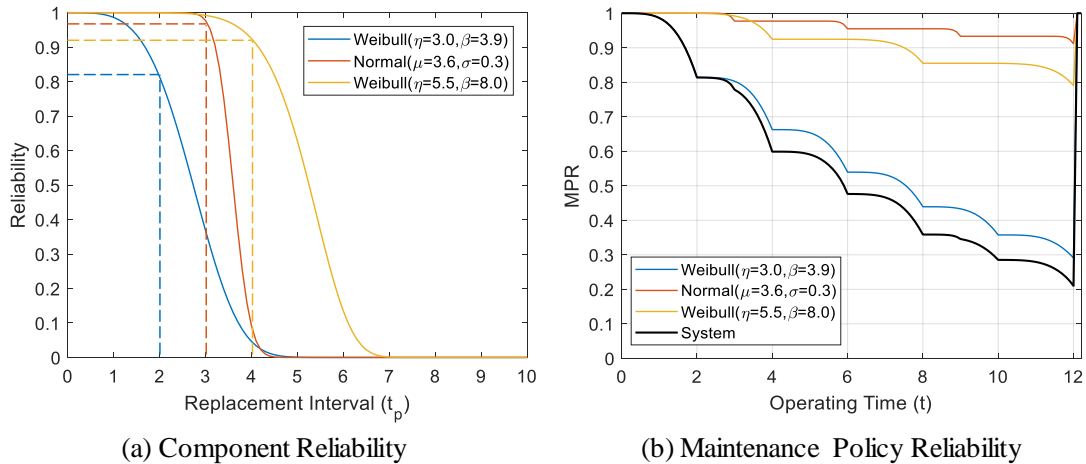 1
0.9
0.8
0.7
0.6
0.5
0.4
0.3
0.2
0.1
0
Reliability
Weibull(η=3.0,β=3.9)
Normal(μ=3.6,σ=0.3)
Weibull(η=5.5,β=8.0)
0 1 2 3 4 5 6 7 8 9 10
Replacement Interval (t_p)
(a) Component Reliability
1
0.9
0.8
0.7
0.6
0.5
0.4
0.3
0.2
0.1
0
MPR
Weibull(η=3.0,β=3.9)
Normal(μ=3.6,σ=0.3)
Weibull(η=5.5,β=8.0)
System
0 2 4 6 8 10 12
Operating Time (t)
(b) Maintenance Policy Reliability